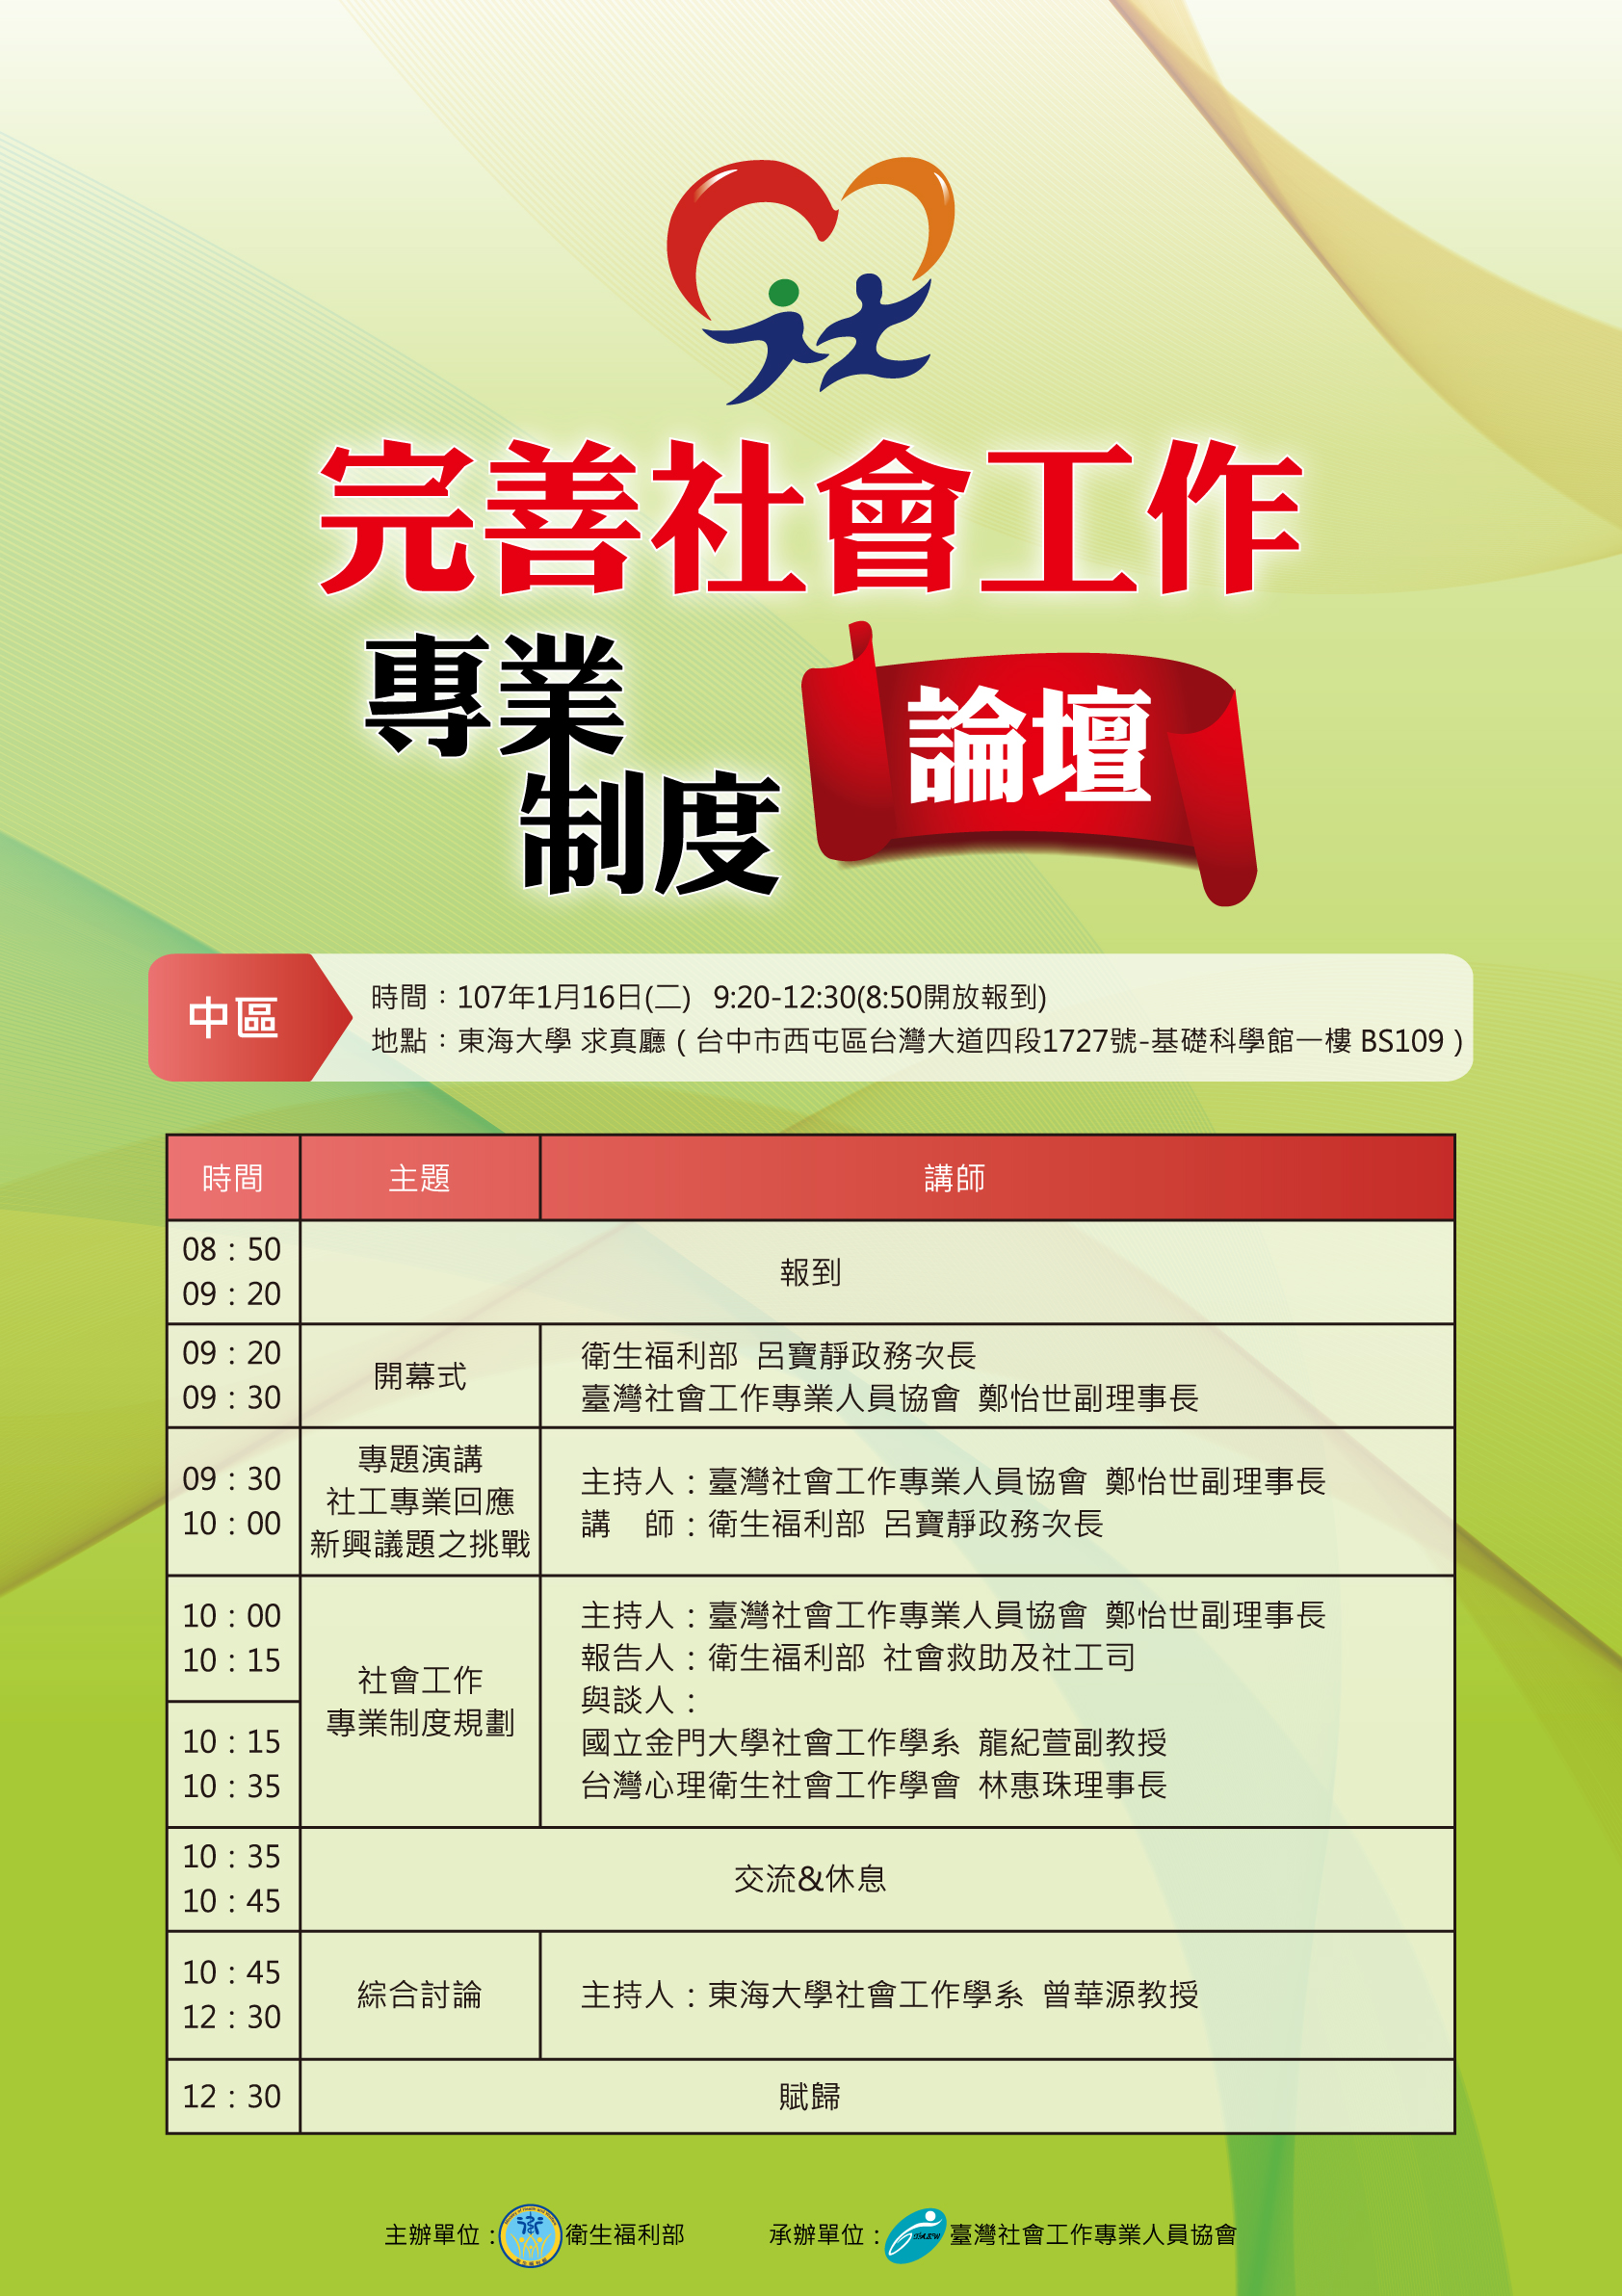 完善社會工作
專業
制度
論壇
中區
時間：107年1月16日(二) 9:20-12:30(8:50開放報到)
地點：東海大學 求真廳（台中市西屯區台灣大道四段1727號-基礎科學館一樓 BS109）
時間 主題 講師
08：50
09：20
報到
09：20
09：30
開幕式
衛生福利部 呂寶靜政務次長
臺灣社會工作專業人員協會 鄭怡世副理事長
09：30
10：00
專題演講
社工專業回應
新興議題之挑戰
主持人：臺灣社會工作專業人員協會 鄭怡世副理事長
講 師：衛生福利部 呂寶靜政務次長
10：00
10：15
10：15
10：35
社會工作
專業制度規劃
主持人：臺灣社會工作專業人員協會 鄭怡世副理事長
報告人：衛生福利部 社會救助及社工司
與談人：
國立金門大學社會工作學系 龍紀萱副教授
台灣心理衛生社會工作學會 林惠珠理事長
10：35
10：45
交流&休息
10：45
12：30
綜合討論
主持人：東海大學社會工作學系 曾華源教授
12：30
賦歸
主辦單位：衛生福利部
承辦單位：臺灣社會工作專業人員協會